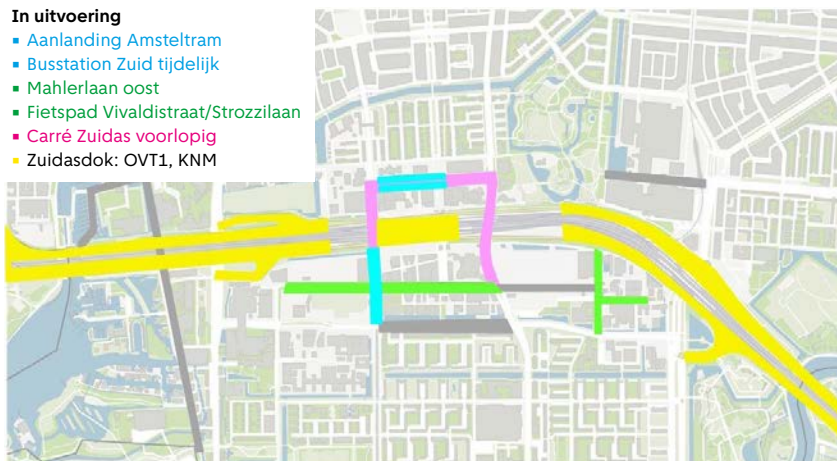 In uitvoering
Aanlanding Amsteltram
Busstation Zuid tijdelijk
Mahlerlaan oost
Fietspad Vivaldistraat/Strozzilaan
Carré Zuidas voorlopig
Zuidasdok: OVT1, KNM